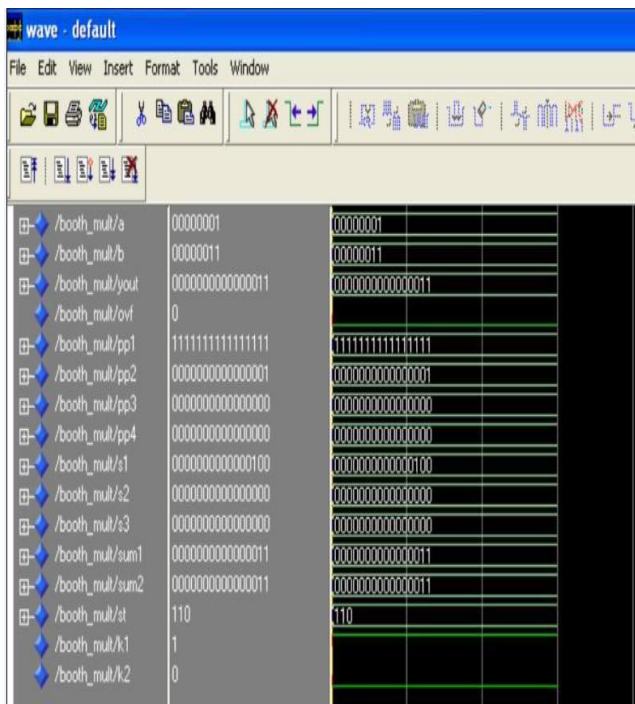 wave - default
File Edit View Insert Format Tools Window
/booth_mult/a 00000001 00000001
/booth_mult/b 00000011 00000011
/booth_mult/yout 0000000000000011 0000000000000011
/booth_mult/ovf 0
/booth_mult/pp1 1111111111111111 1111111111111111
/booth_mult/pp2 0000000000000001 0000000000000001
/booth_mult/pp3 0000000000000000 0000000000000000
/booth_mult/pp4 0000000000000000 0000000000000000
/booth_mult/s1 0000000000000100 0000000000000100
/booth_mult/s2 0000000000000000 0000000000000000
/booth_mult/s3 0000000000000000 0000000000000000
/booth_mult/sum1 0000000000000011 0000000000000011
/booth_mult/sum2 0000000000000011 0000000000000011
/booth_mult/st 110 110
/booth_mult/k1 1
/booth_mult/k2 0